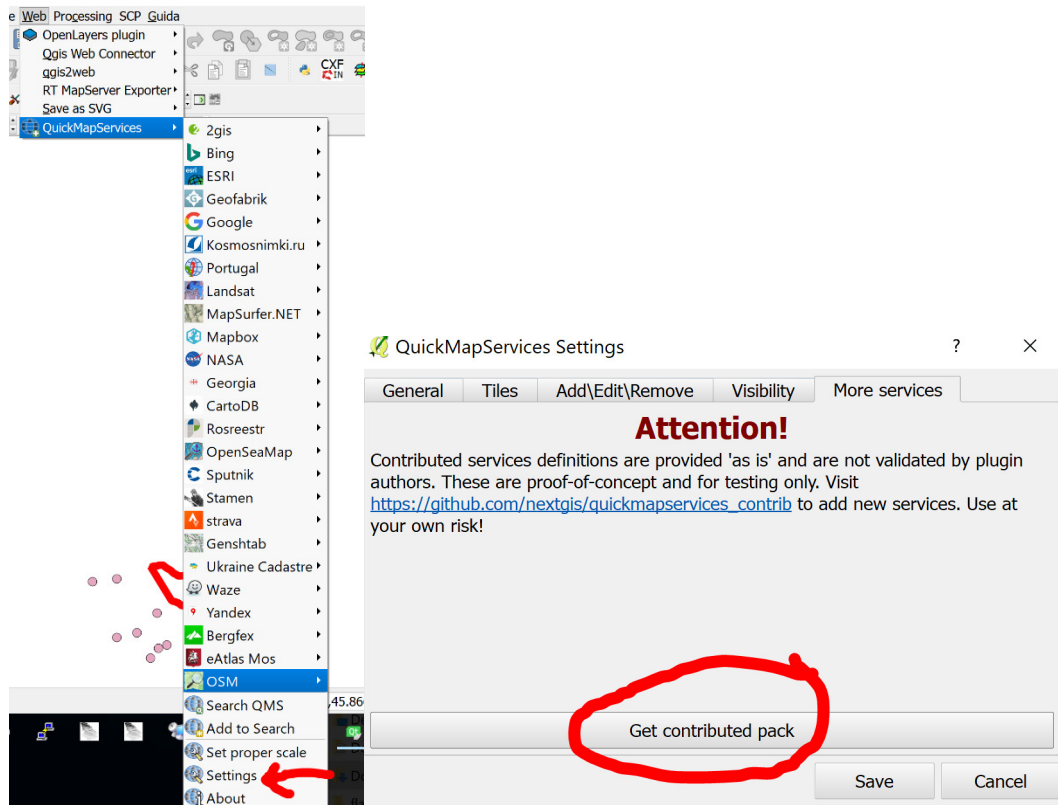 e Web Processing SCP Guida
OpenLayers plugin
Qgis Web Connector
qgis2web
RT MapServer Exporter
Save as SVG
QuickMapServices
CXF
IN
2gis
Bing
esri
ESRI
Geofabrik
Google
Kosmosnimki.ru
Portugal
Landsat
MapSurfer.NET
Mapbox
NASA
Georgia
CartoDB
Rosreestr
OpenSeaMap
Sputnik
Stamen
strava
Genshtab
Ukraine Cadastre
Waze
Yandex
Bergfex
eAtlas Mos
OSM
Search QMS
Add to Search
Set proper scale
Settings
About
,45.86
QuickMapServices Settings
?
General Tiles Add\Edit\Remove Visibility More services
Attention!
Contributed services definitions are provided 'as is' and are not validated by plugin
authors. These are proof-of-concept and for testing only. Visit
https://github.com/nextgis/quickmapservices_contrib to add new services. Use at
your own risk!
Get contributed pack
Save Cancel